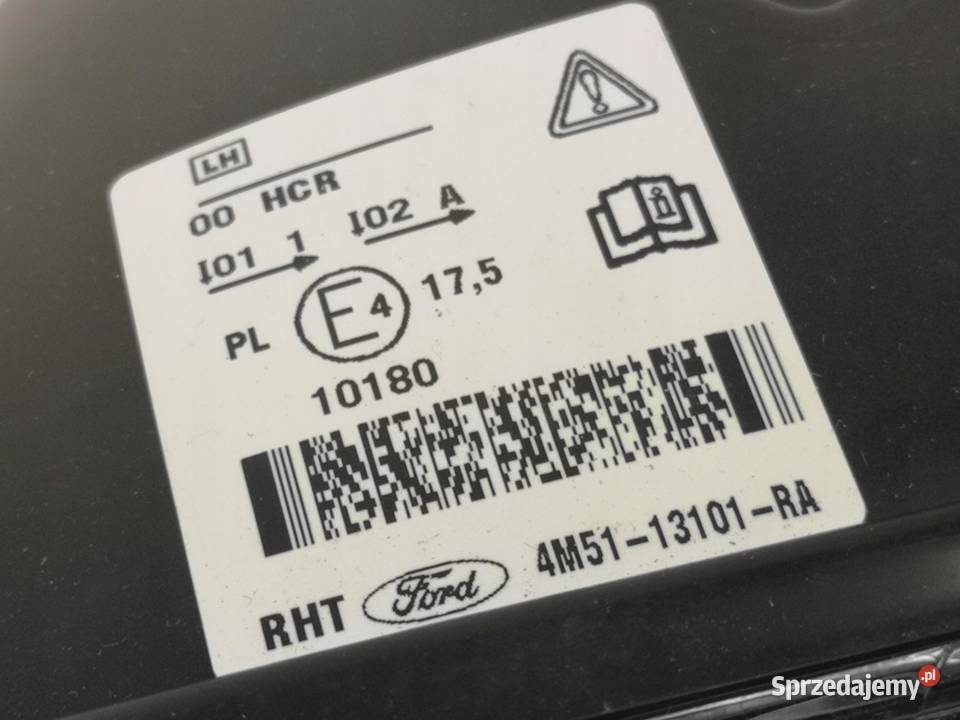 LH
00 HCR
I01 1 I02 A
PL E4 17,5
10180
RHT Ford 4M51-13101-RA
Sprzedajemy.pl